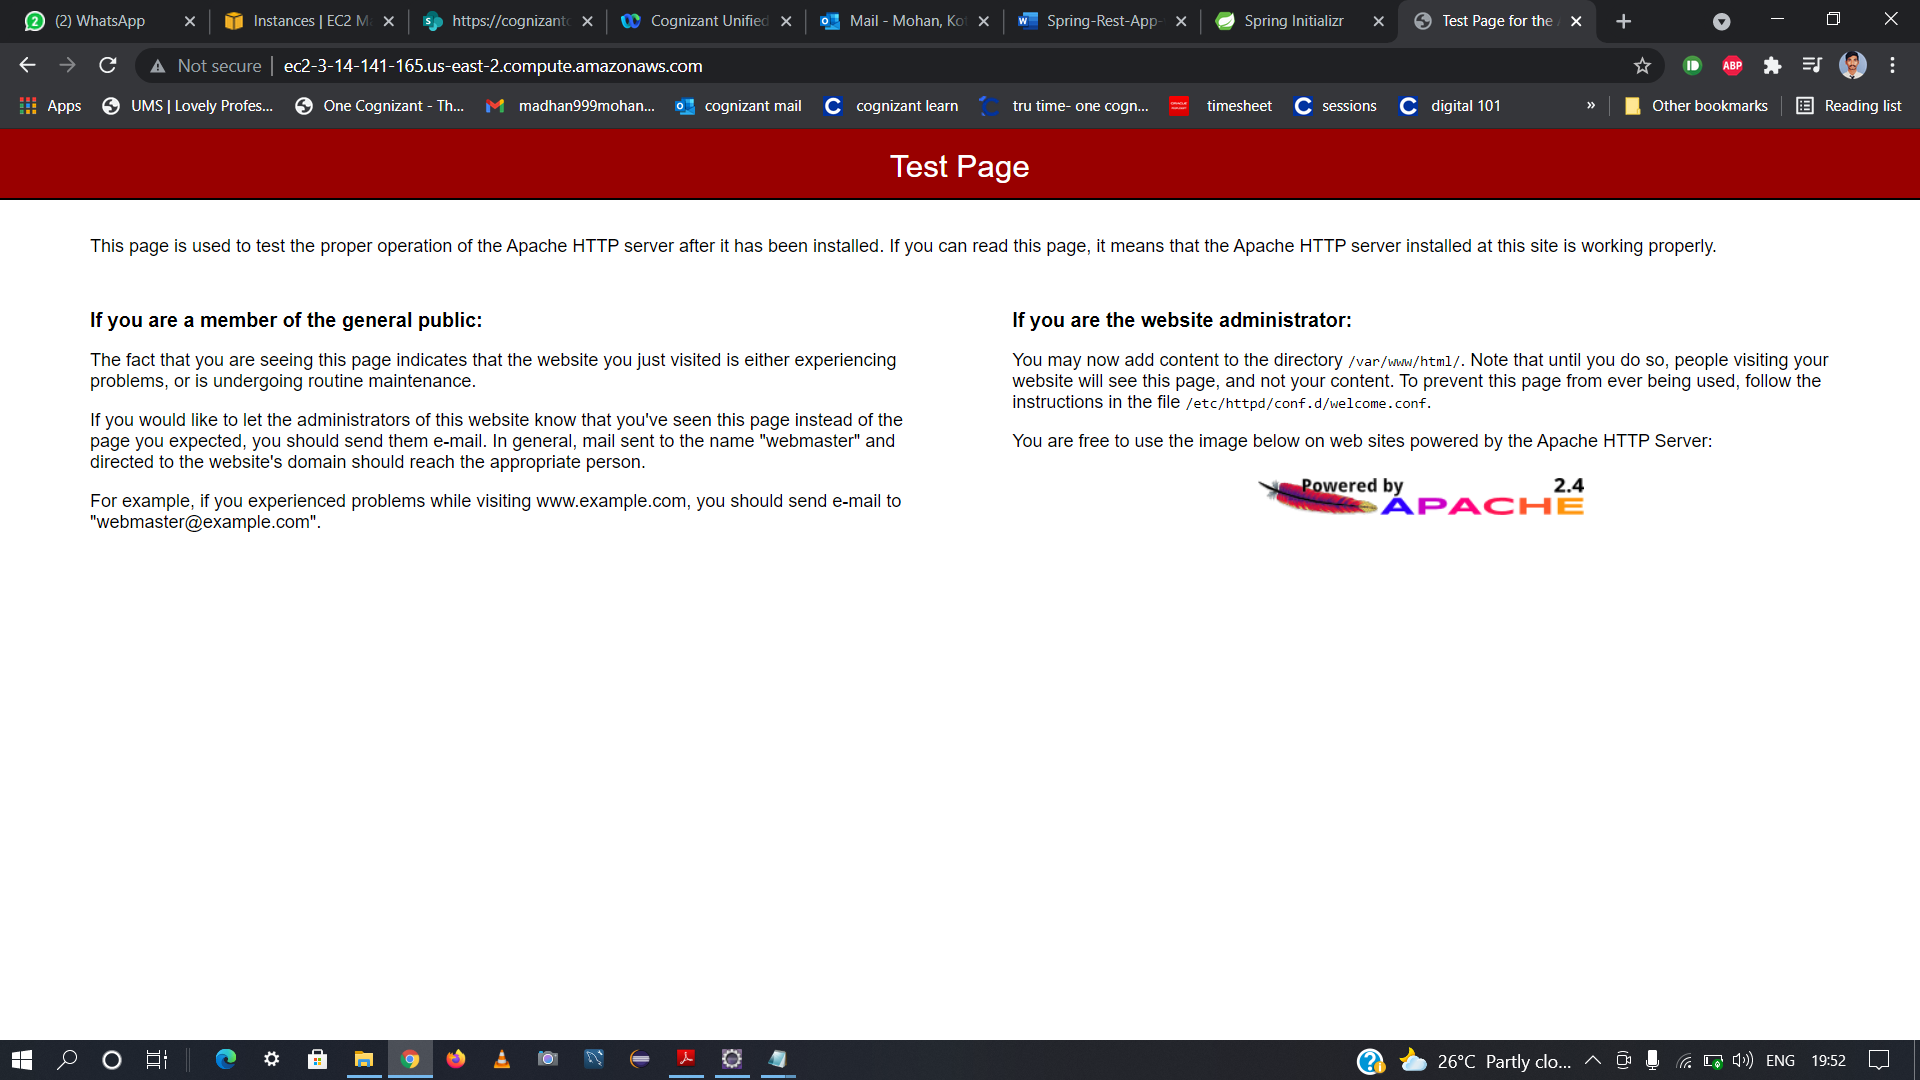 (2) WhatsApp
Instances | EC2 M
https://cognizanto
Cognizant Unified
Mail - Mohan, Kot
Spring-Rest-App-
Spring Initializr
Test Page for the A
Not secure
ec2-3-14-141-165.us-east-2.compute.amazonaws.com
ABP
Apps
UMS | Lovely Profes...
One Cognizant - Th...
madhan999mohan...
cognizant mail
cognizant learn
tru time- one cogn...
timesheet
sessions
digital 101
»
Other bookmarks
Reading list
Test Page
This page is used to test the proper operation of the Apache HTTP server after it has been installed. If you can read this page, it means that the Apache HTTP server installed at this site is working properly.
If you are a member of the general public:
The fact that you are seeing this page indicates that the website you just visited is either experiencing
problems, or is undergoing routine maintenance.
If you would like to let the administrators of this website know that you've seen this page instead of the
page you expected, you should send them e-mail. In general, mail sent to the name "webmaster" and
directed to the website's domain should reach the appropriate person.
For example, if you experienced problems while visiting www.example.com, you should send e-mail to
"webmaster@example.com".
If you are the website administrator:
You may now add content to the directory /var/www/html/. Note that until you do so, people visiting your
website will see this page, and not your content. To prevent this page from ever being used, follow the
instructions in the file /etc/httpd/conf.d/welcome.conf.
You are free to use the image below on web sites powered by the Apache HTTP Server:
Powered by 2.4
APACHE
26°C Partly clo...
ENG
19:52